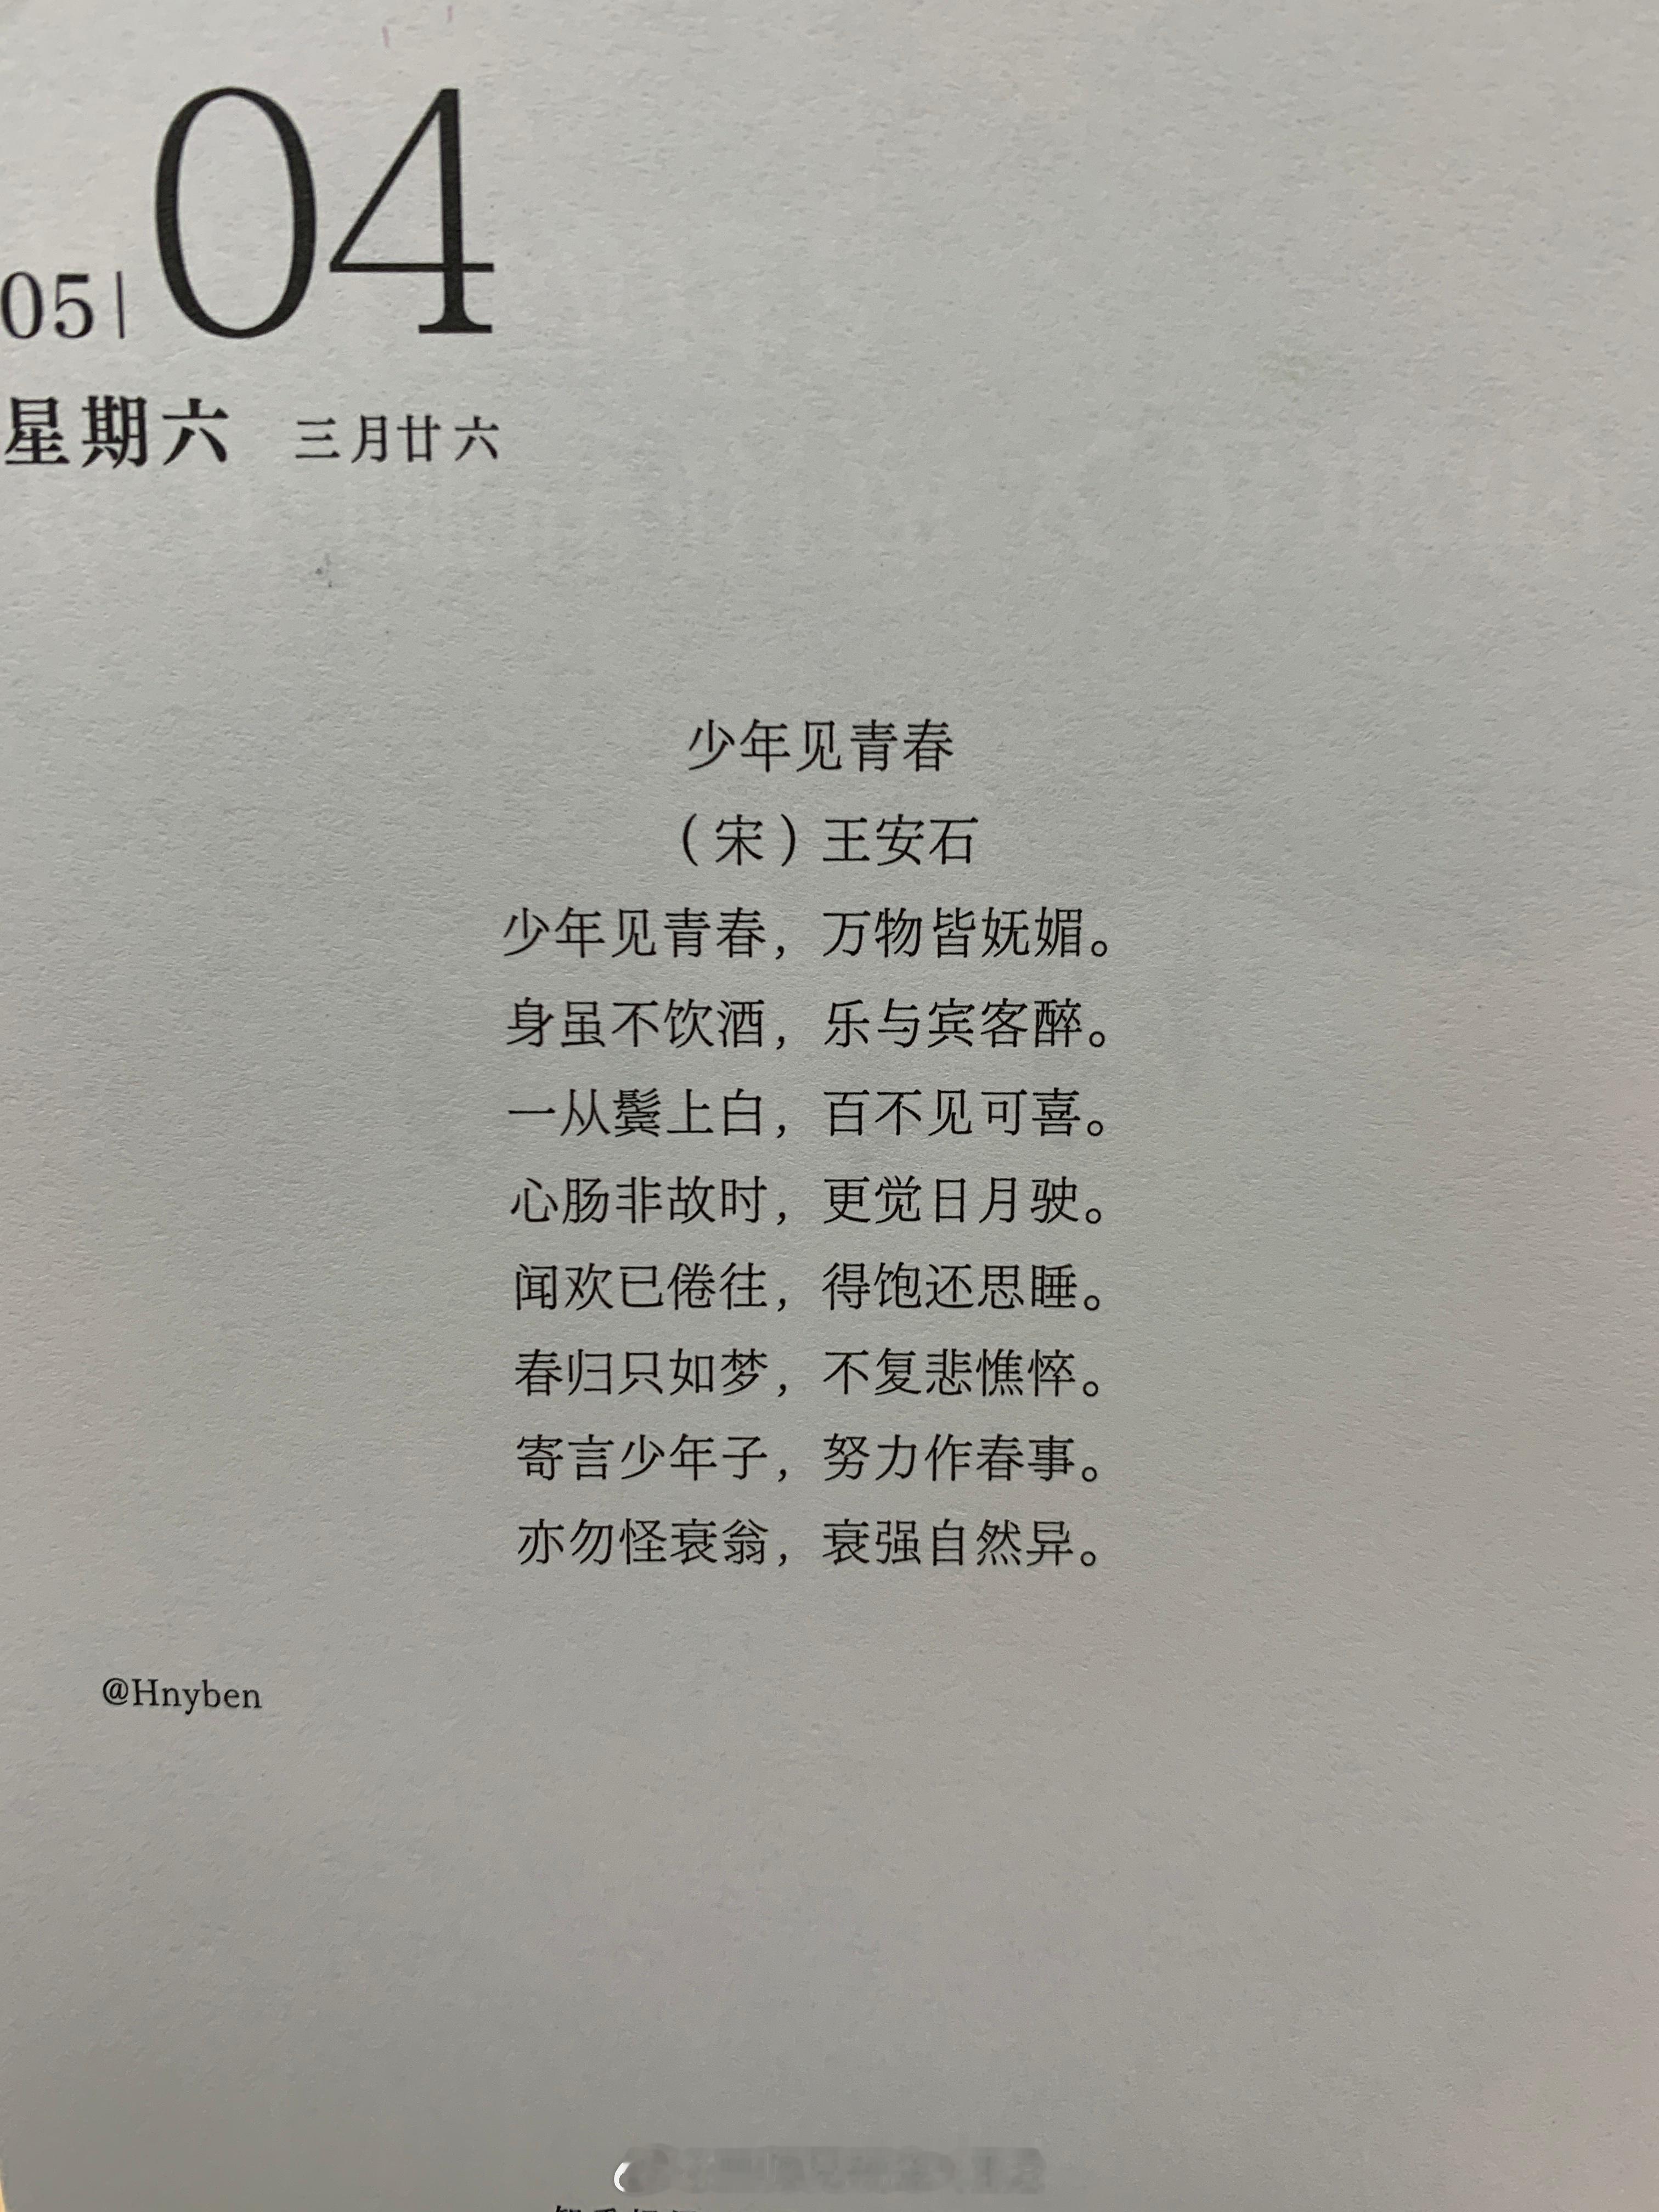 05|04
星期六 三月廿六
少年见青春
（宋）王安石
少年见青春，万物皆妩媚。
身虽不饮酒，乐与宾客醉。
一从鬓上白，百不见可喜。
心肠非故时，更觉日月驶。
闻欢已倦往，得饱还思睡。
春归只如梦，不复悲憔悴。
寄言少年子，努力作春事。
亦勿怪衰翁，衰强自然异。
@Hnyben